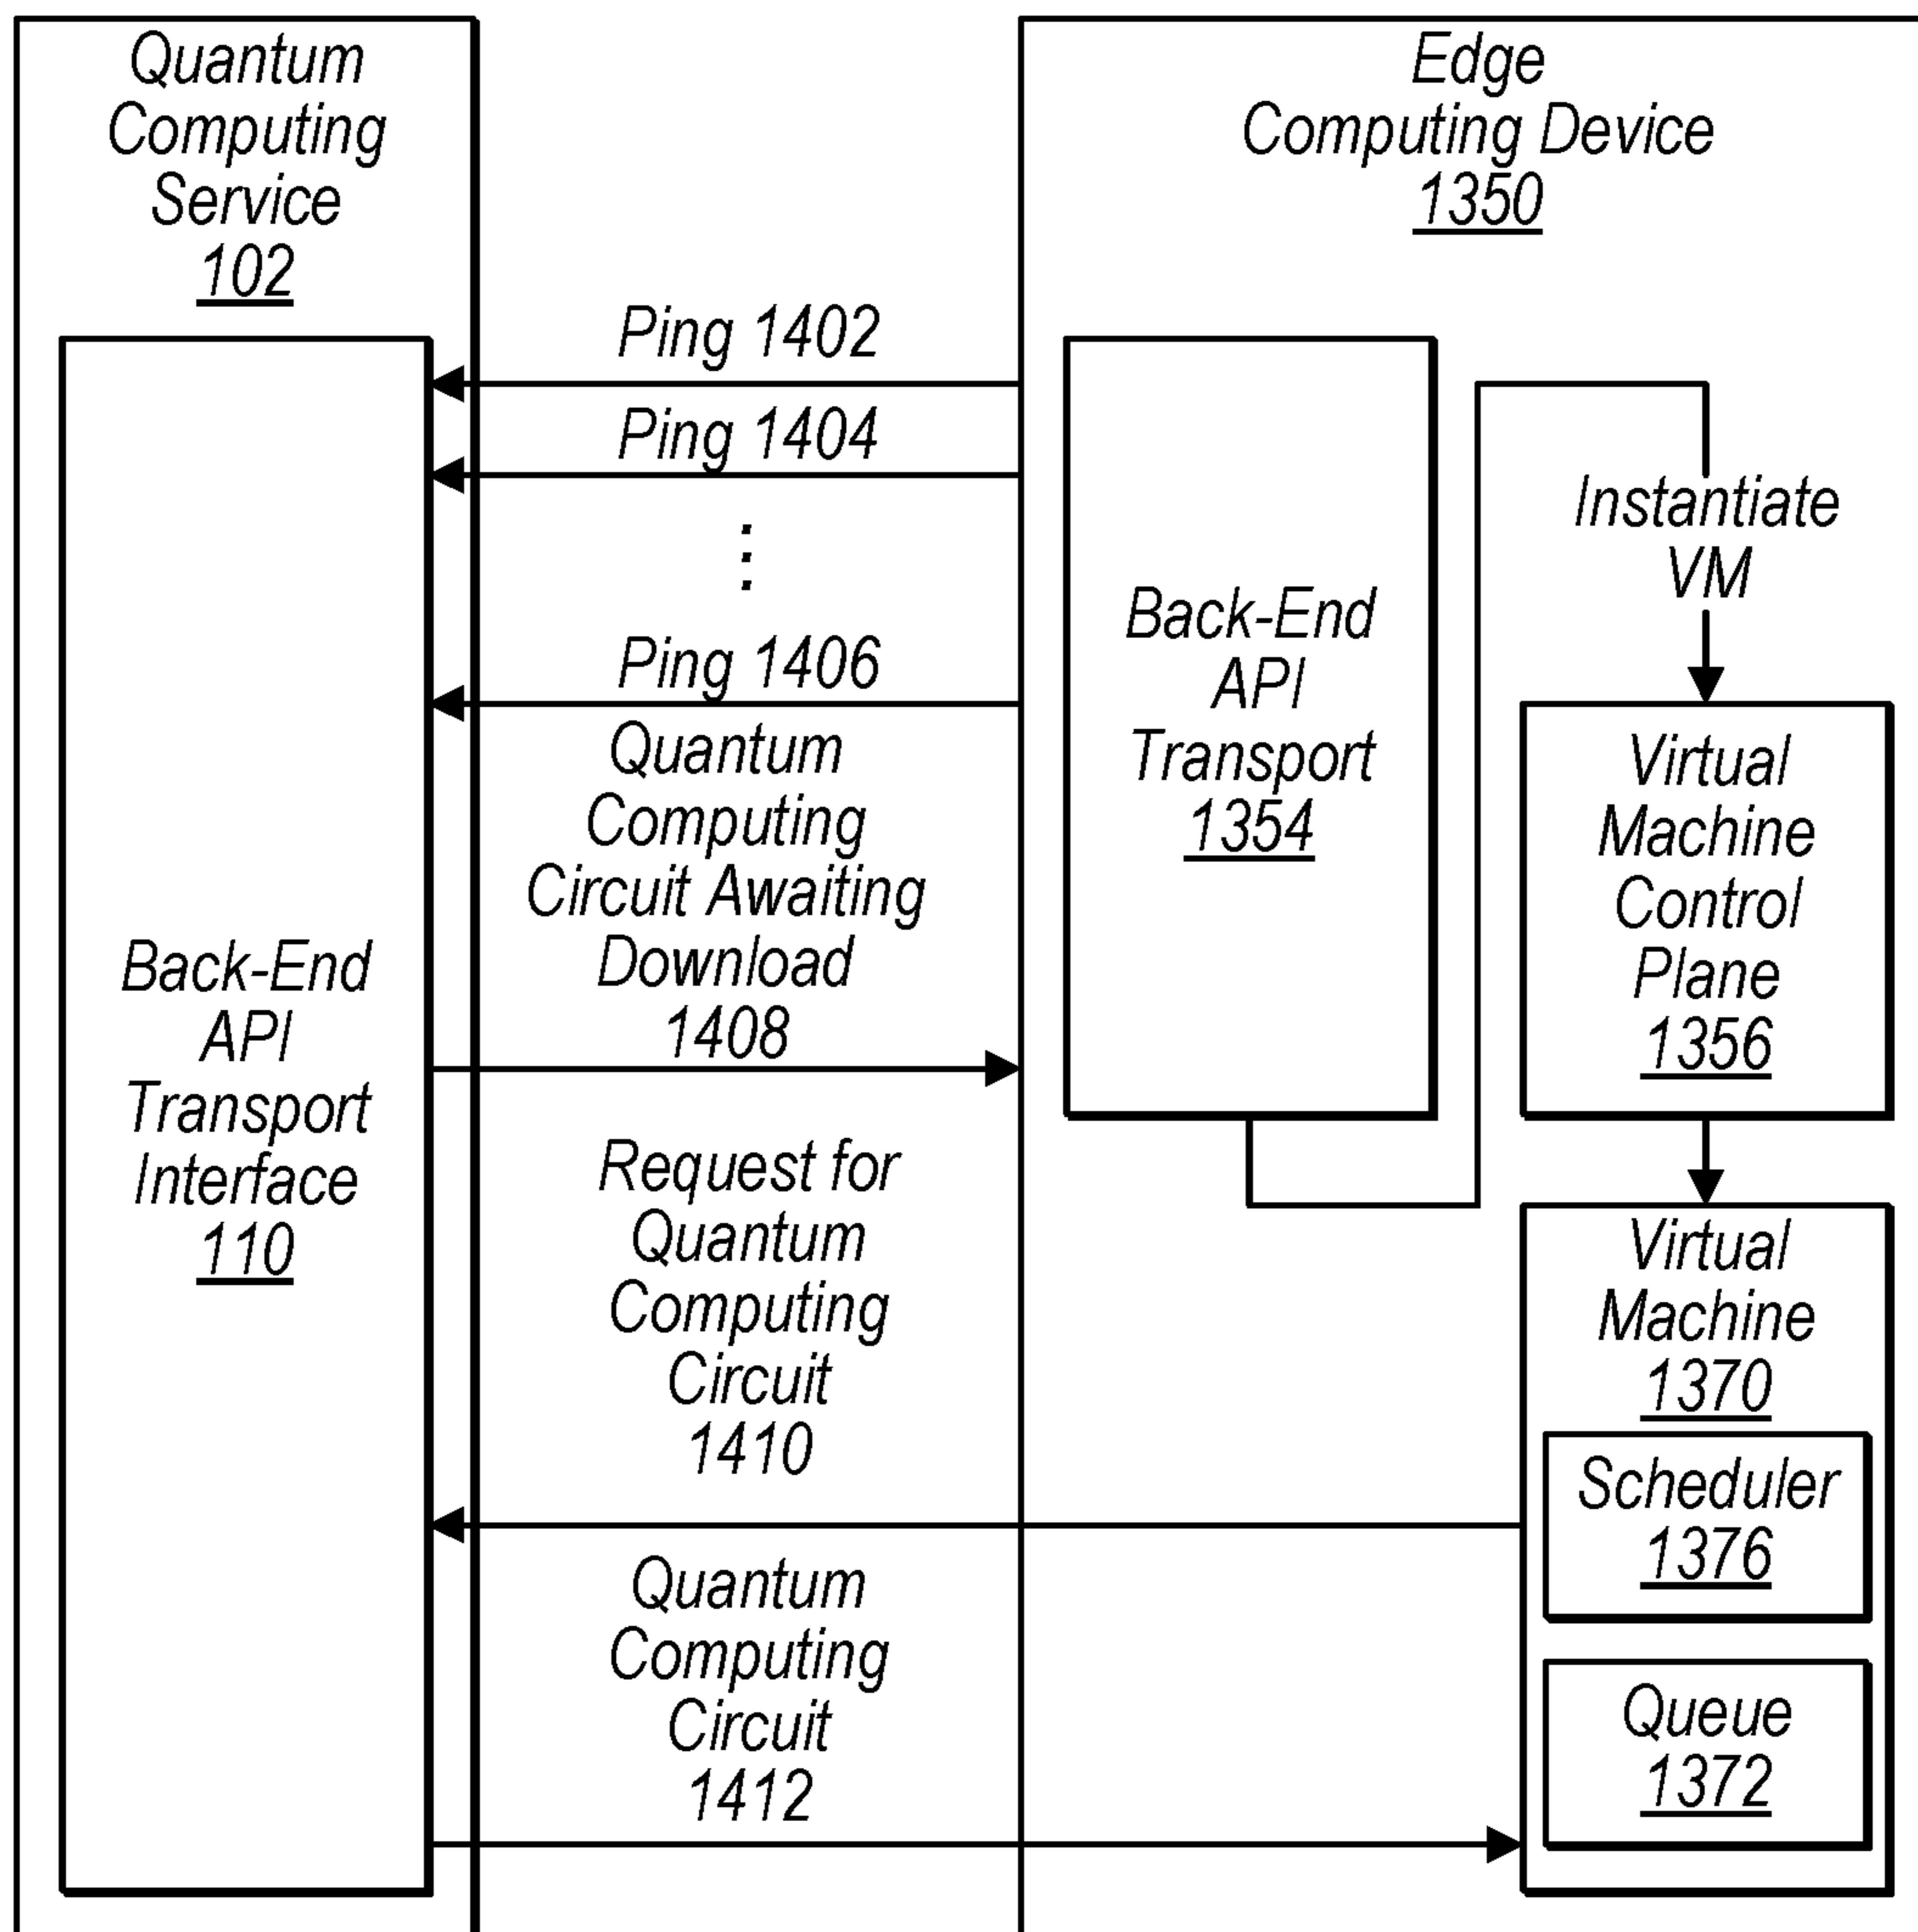 Quantum
Computing
Service
102
Edge
Computing Device
1350
Back-End
API
Transport
Interface
110
Ping 1402
Ping 1404
⋮
Ping 1406
Quantum
Computing
Circuit Awaiting
Download
1408
Request for
Quantum
Computing
Circuit
1410
Quantum
Computing
Circuit
1412
Back-End
API
Transport
1354
Instantiate
VM
Virtual
Machine
Control
Plane
1356
Virtual
Machine
1370
Scheduler
1376
Queue
1372